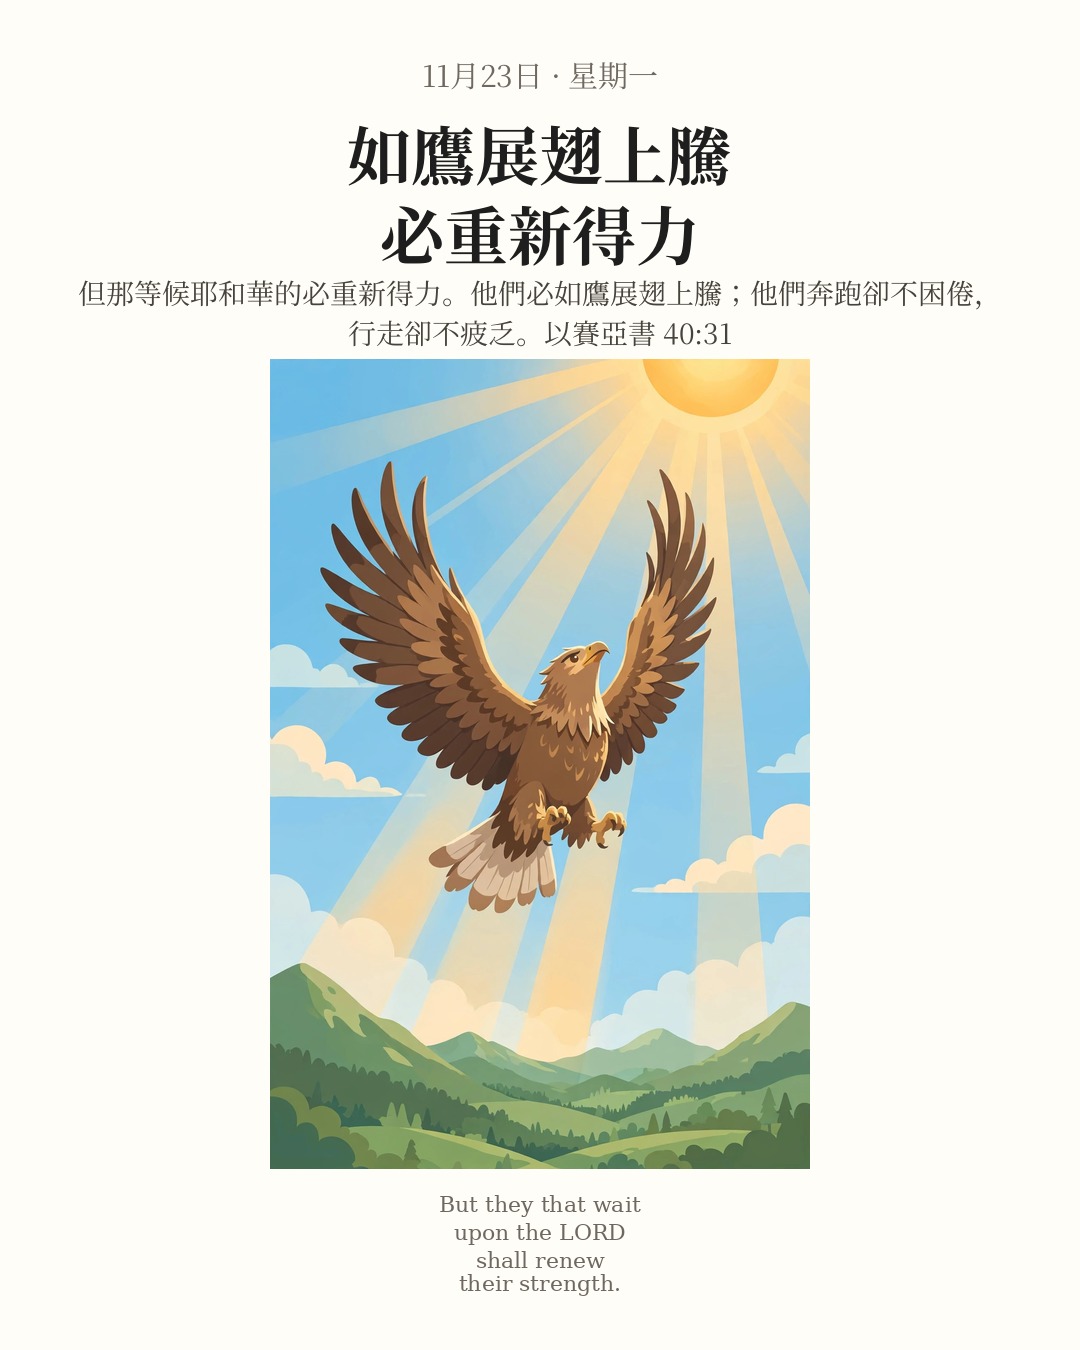 11月23日 · 星期一
如鷹展翅上騰
必重新得力
但那等候耶和華的必重新得力。他們必如鷹展翅上騰；他們奔跑卻不困倦，
行走卻不疲乏。以賽亞書 40:31
But they that wait
upon the LORD
shall renew
their strength.